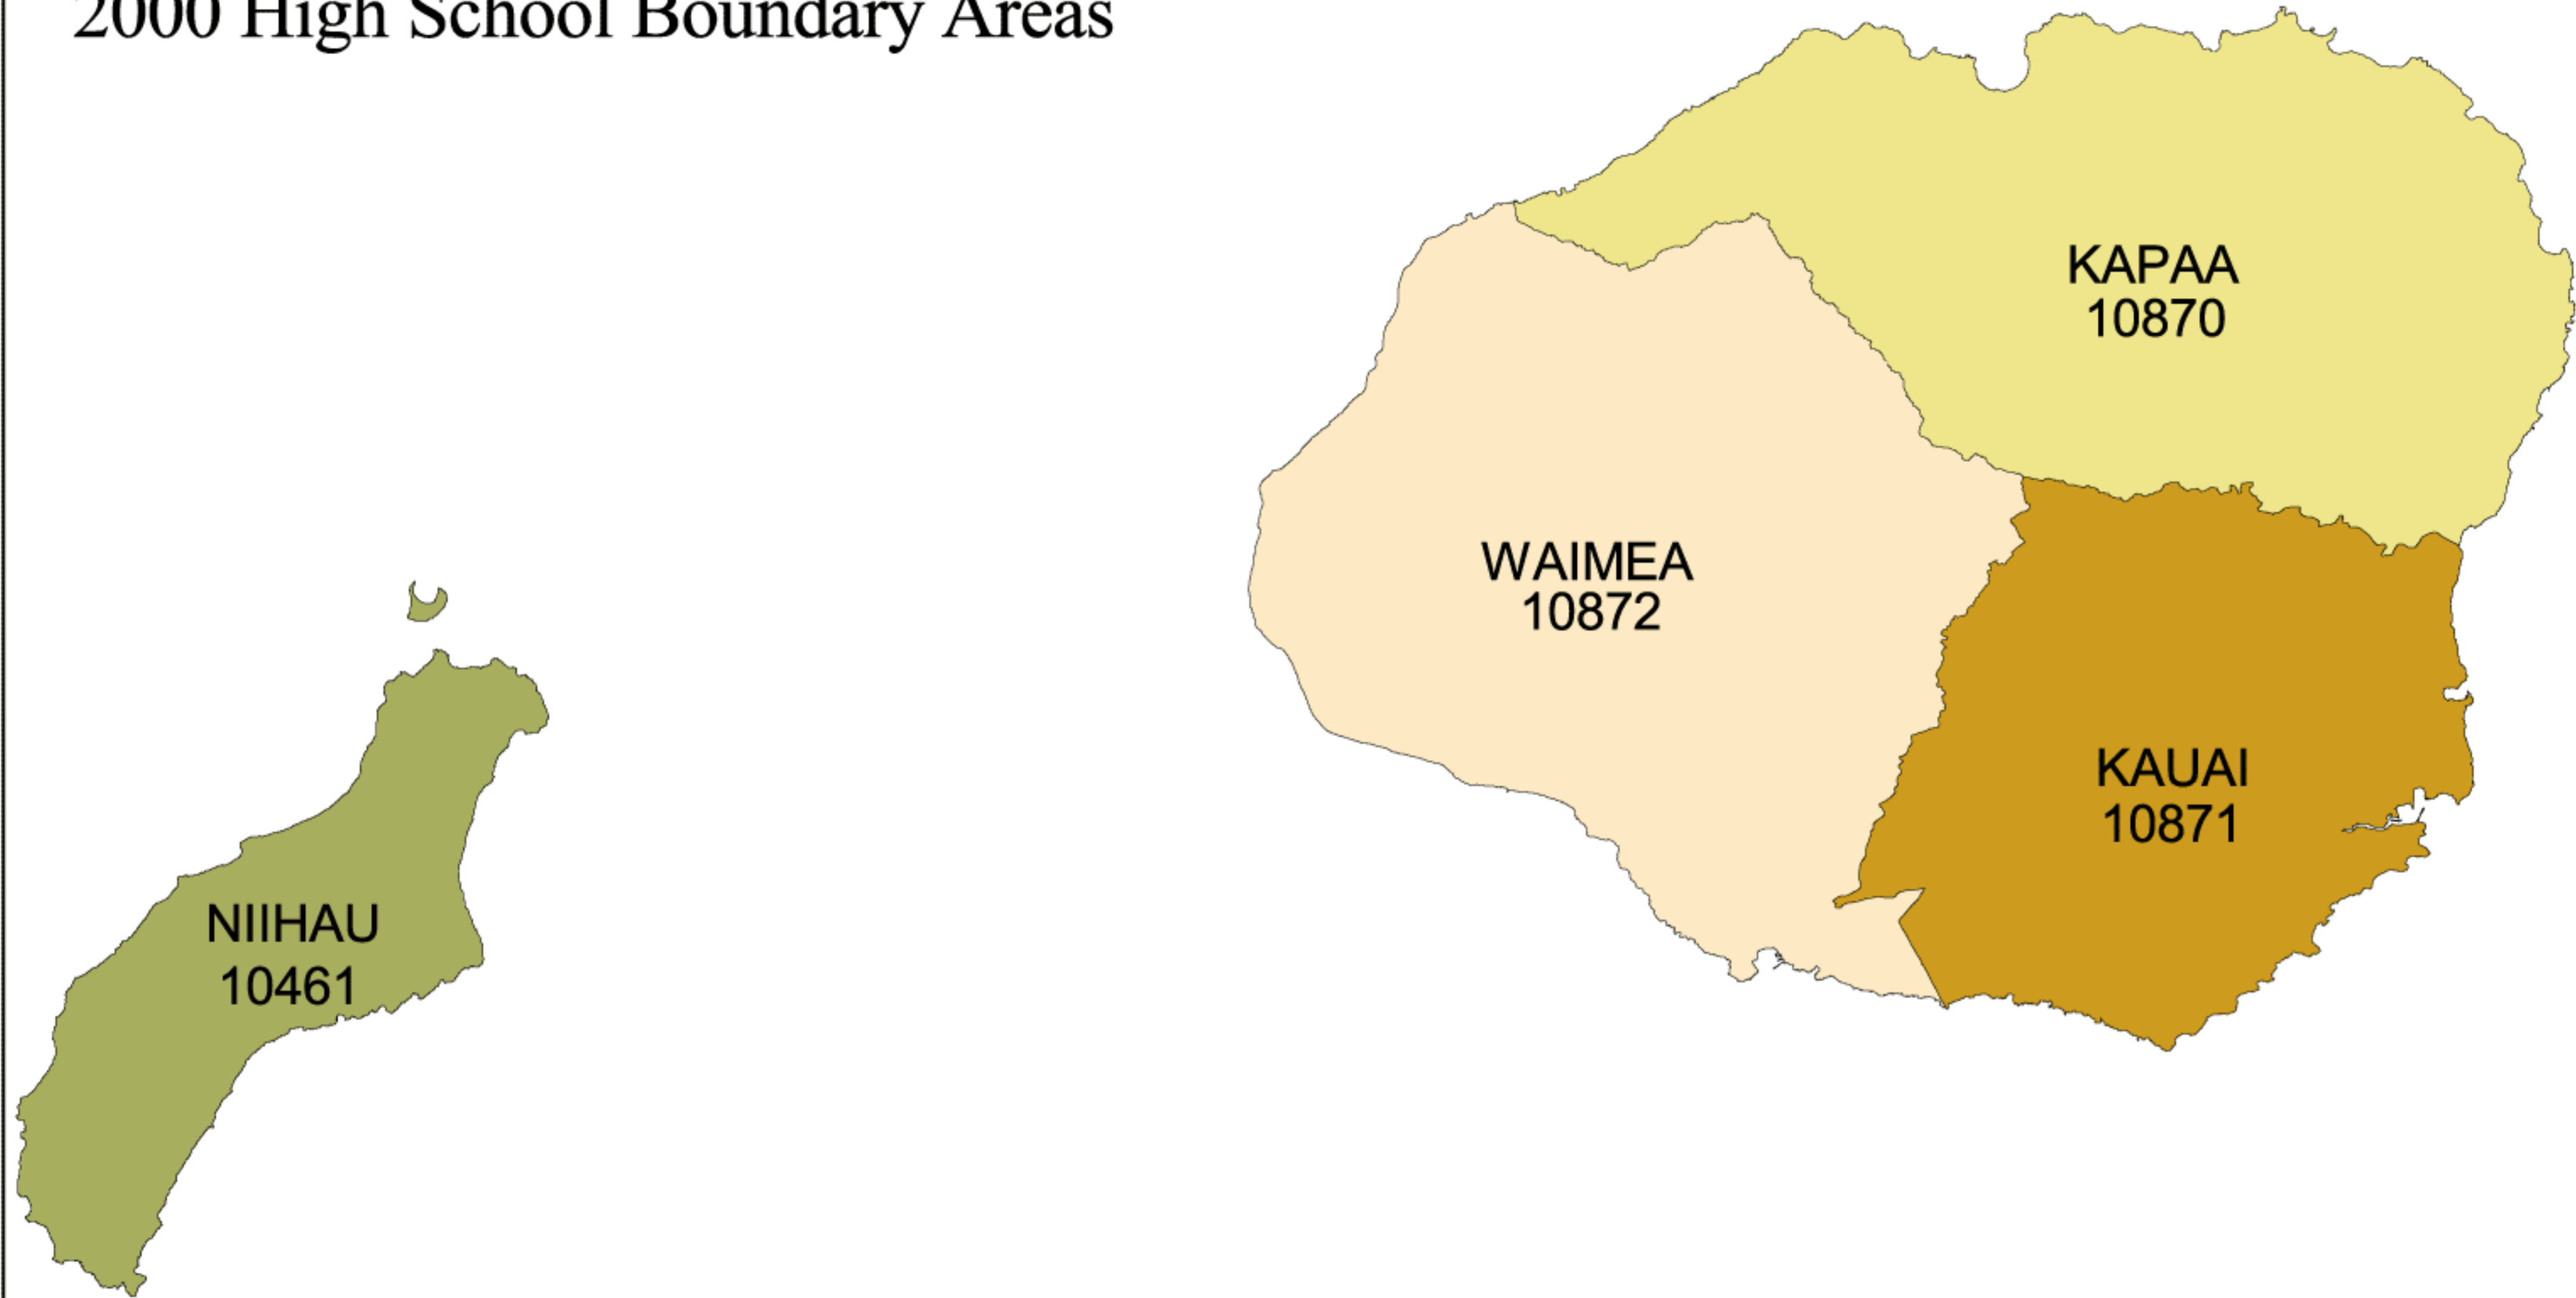 2000 High School Boundary Areas
KAPAA
10870
WAIMEA
10872
KAUAI
10871
NIIHAU
10461